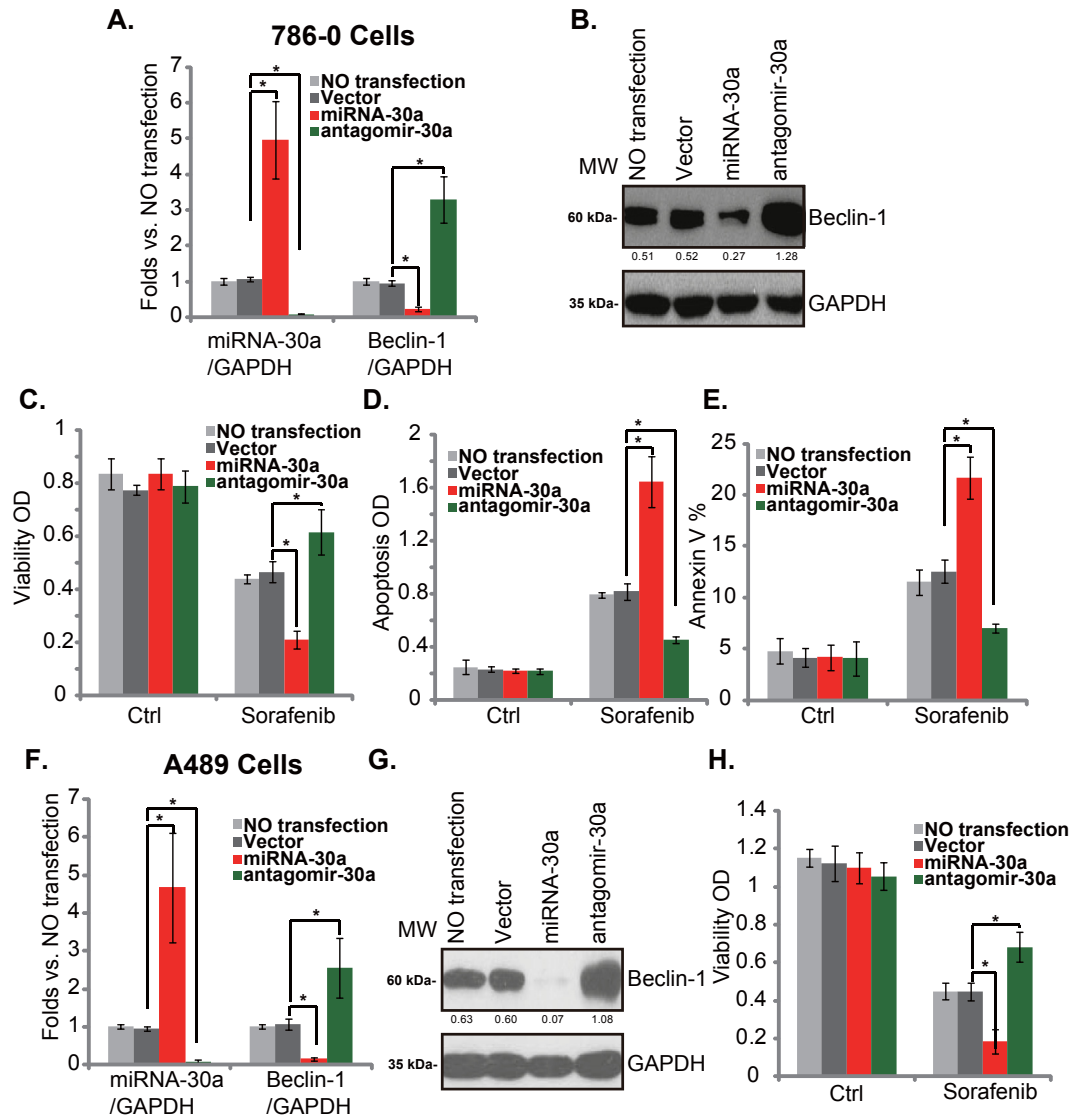 A.
786-0 Cells
Folds vs. NO transfection
7
6
5
4
3
2
1
0
*
*
*
*
NO transfection
Vector
miRNA-30a
antagomir-30a
miRNA-30a
/GAPDH
Beclin-1
/GAPDH
B.
MW
NO transfection
Vector
miRNA-30a
antagomir-30a
60 kDa-
Beclin-1
0.51 0.52 0.27 1.28
35 kDa-
GAPDH
C.
Viability OD
1
0.8
0.6
0.4
0.2
0
NO transfection
Vector
miRNA-30a
antagomir-30a
*
*
Ctrl
Sorafenib
D.
Apoptosis OD
2
1.6
1.2
0.8
0.4
0
NO transfection
Vector
miRNA-30a
antagomir-30a
*
*
Ctrl
Sorafenib
E.
Annexin V %
25
20
15
10
5
0
NO transfection
Vector
miRNA-30a
antagomir-30a
*
*
Ctrl
Sorafenib
F.
A489 Cells
Folds vs. NO transfection
7
6
5
4
3
2
1
0
*
*
*
*
NO transfection
Vector
miRNA-30a
antagomir-30a
miRNA-30a
/GAPDH
Beclin-1
/GAPDH
G.
MW
NO transfection
Vector
miRNA-30a
antagomir-30a
60 kDa-
Beclin-1
0.63 0.60 0.07 1.08
35 kDa-
GAPDH
H.
Viability OD
1.4
1.2
1
0.8
0.6
0.4
0.2
0
NO transfection
Vector
miRNA-30a
antagomir-30a
*
*
Ctrl
Sorafenib